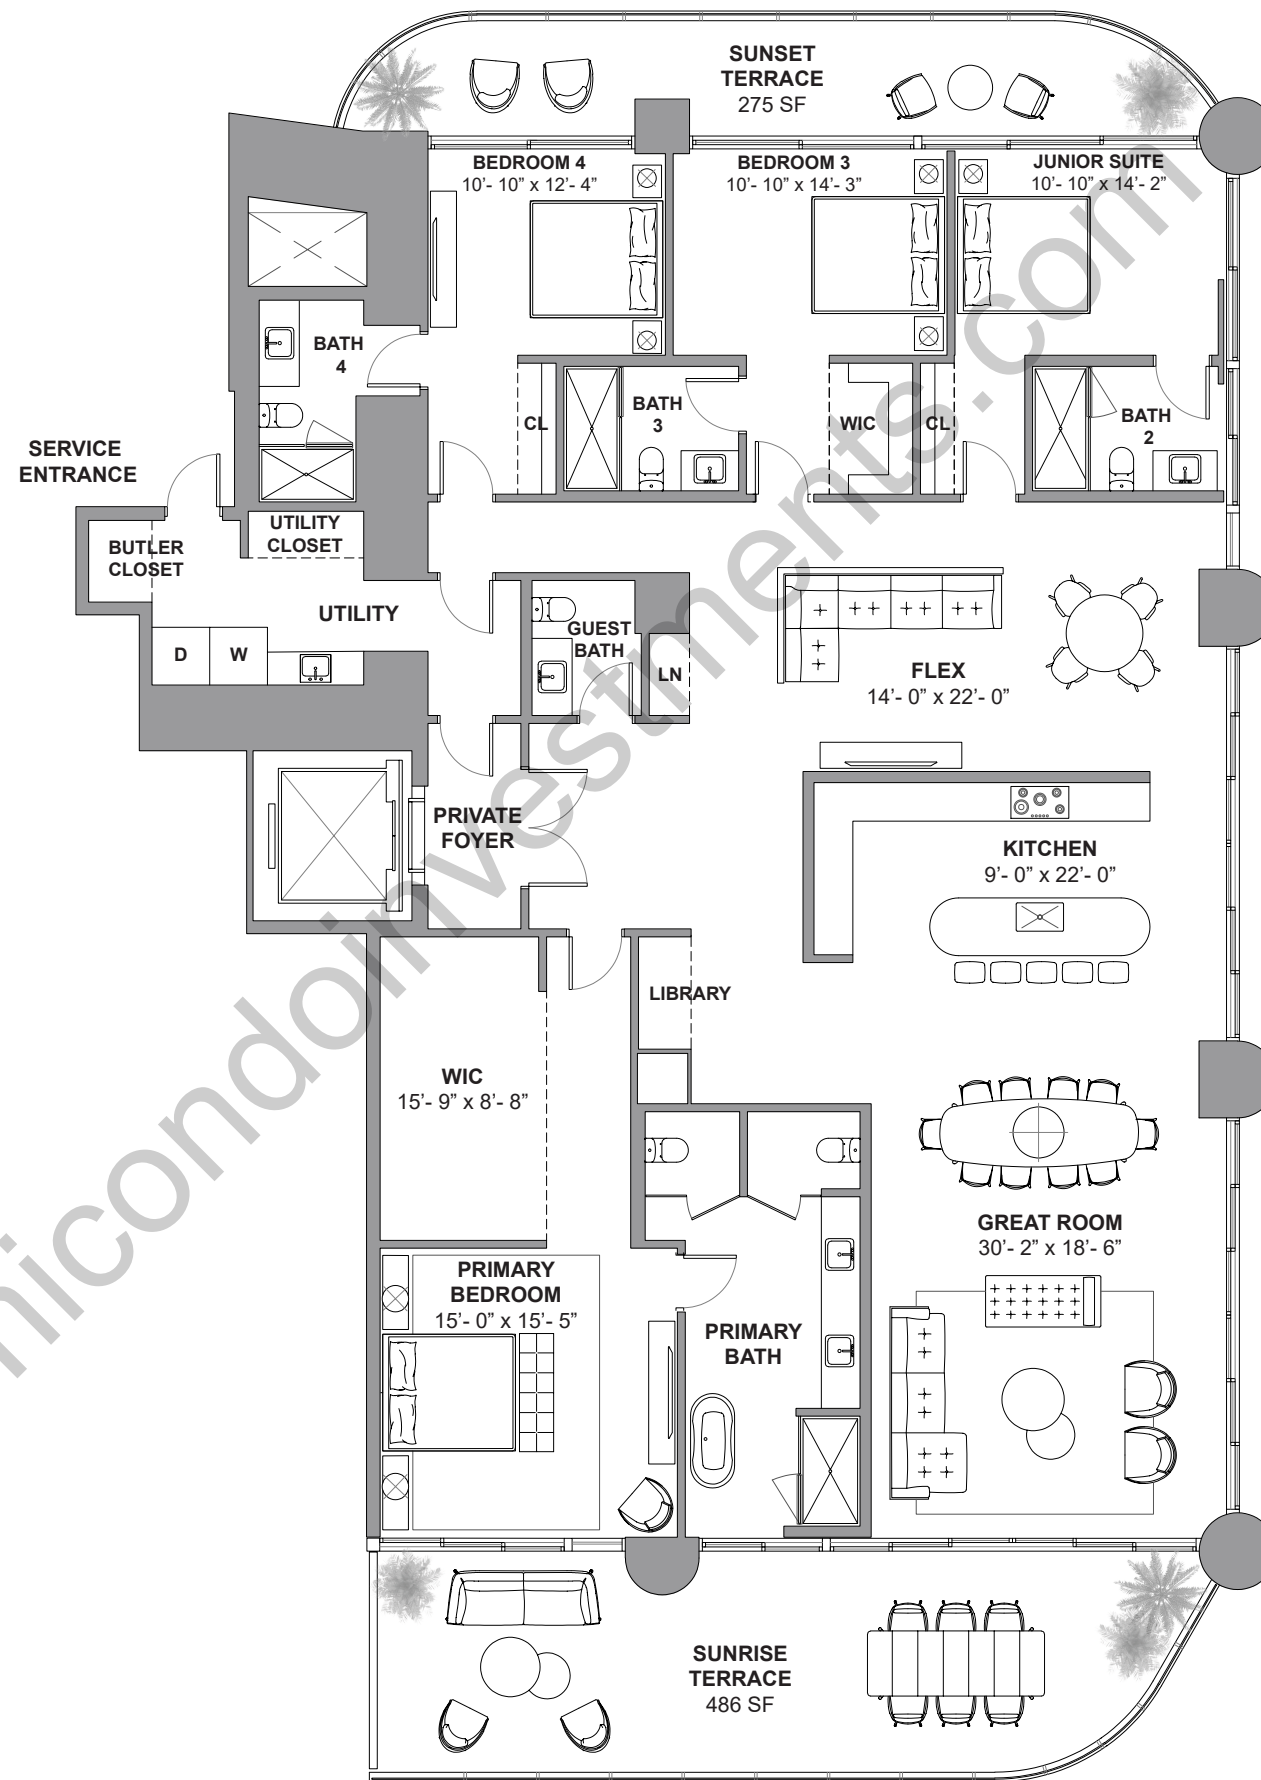 SUNSET
TERRACE
275 SF
BEDROOM 4
10'- 10” x 12'- 4”
BEDROOM 3
10'- 10” x 14'- 3”
JUNIOR SUITE
10'- 10” x 14'- 2”
BATH
4
CL
BATH
3
WIC
CL
BATH
2
SERVICE
ENTRANCE
BUTLER
CLOSET
UTILITY
CLOSET
UTILITY
D
W
GUEST
BATH
LN
FLEX
14'- 0” x 22'- 0”
PRIVATE
FOYER
KITCHEN
9'- 0” x 22'- 0”
LIBRARY
WIC
15'- 9” x 8'- 8”
GREAT ROOM
30'- 2” x 18'- 6”
PRIMARY
BEDROOM
15'- 0” x 15'- 5”
PRIMARY
BATH
SUNRISE
TERRACE
486 SF
micondoinvestments.com